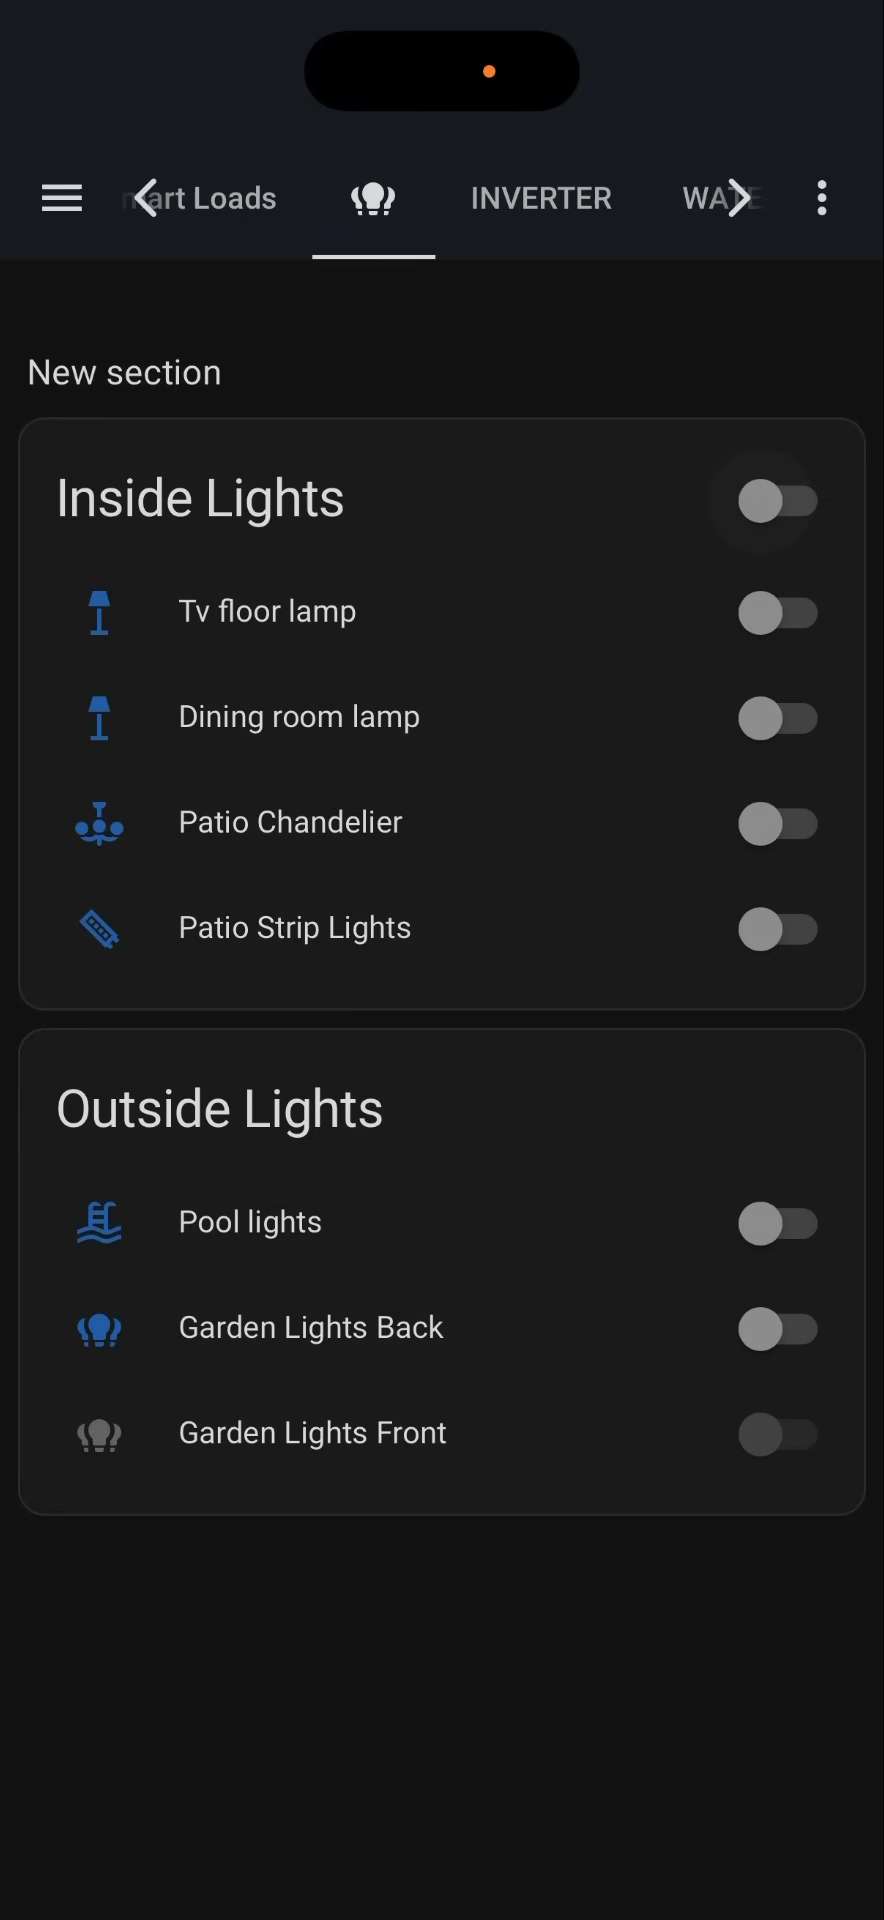 Loads
INVERTER
New section
Inside Lights
Tv floor lamp
Dining room lamp
Patio Chandelier
Patio Strip Lights
Outside Lights
Pool lights
Garden Lights Back
Garden Lights Front